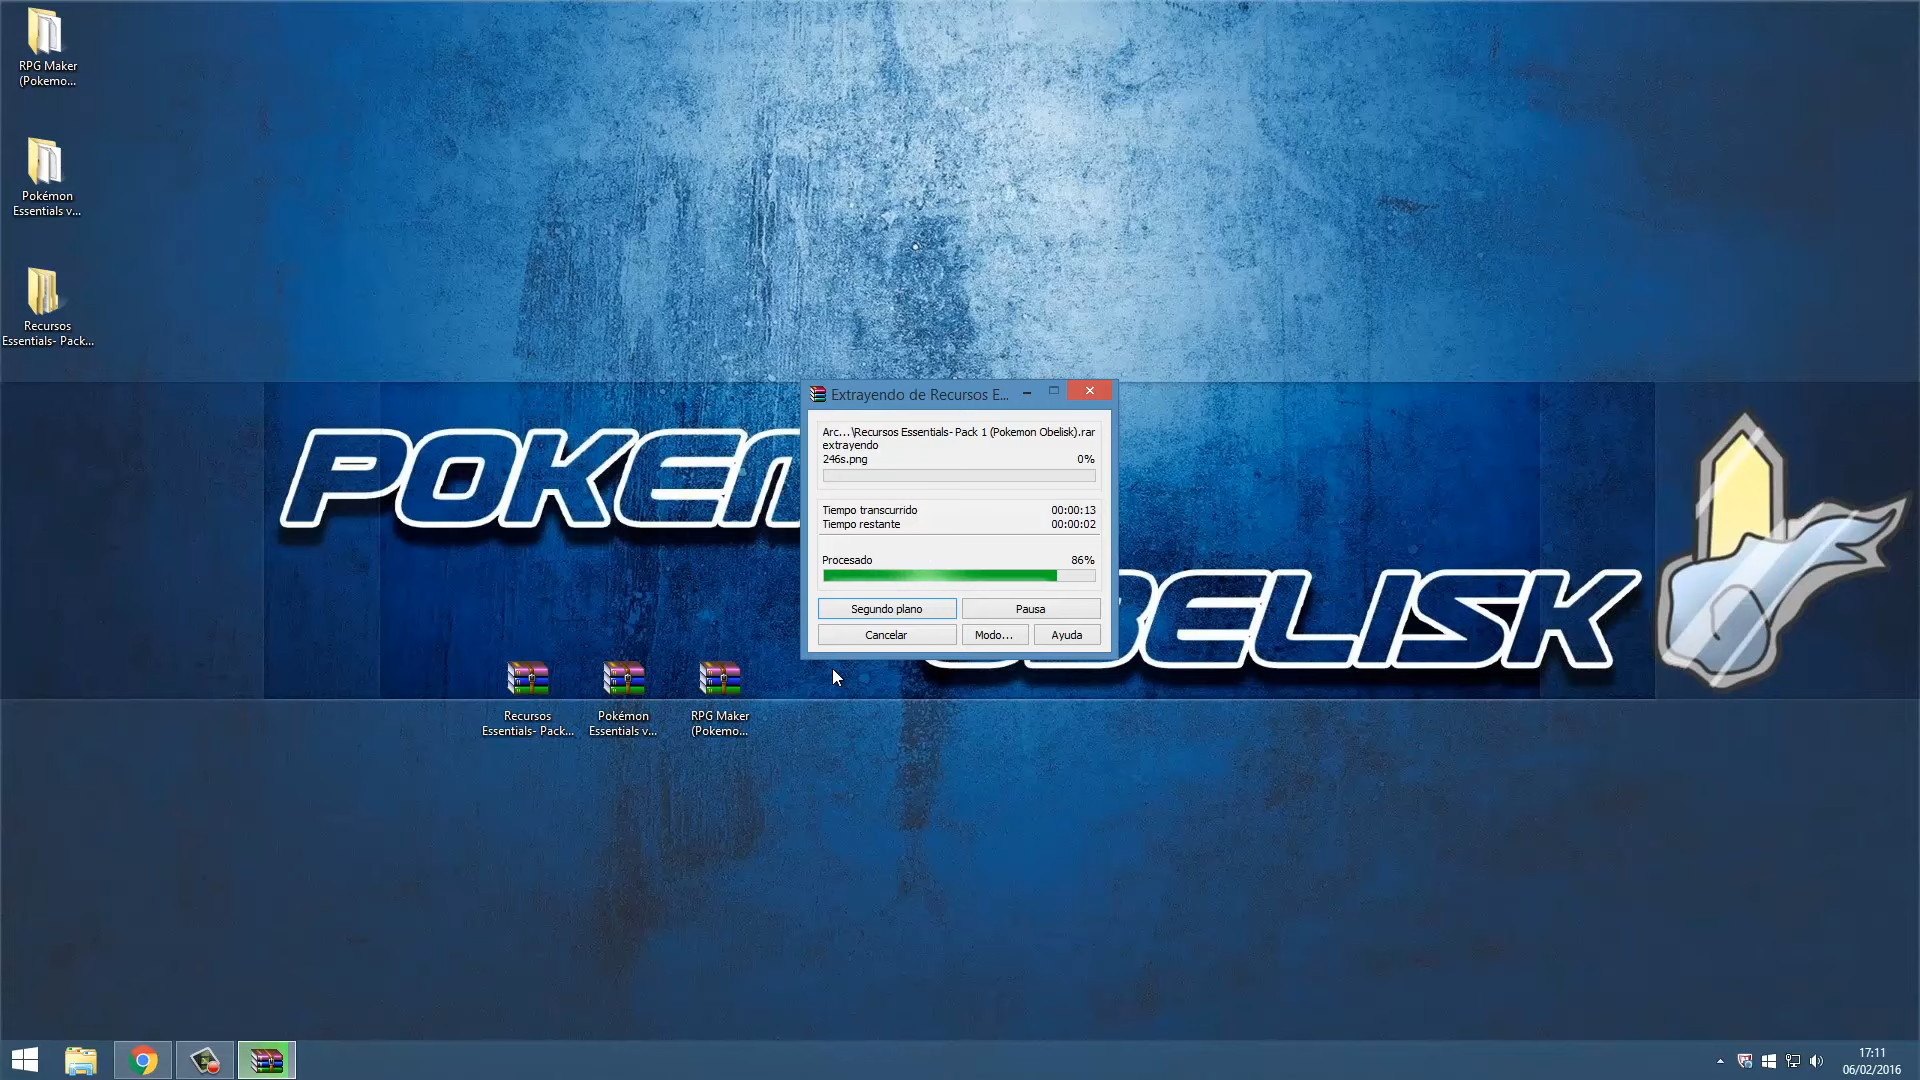 RPG Maker
(Pokemo...
Pokémon
Essentials v...
Recursos
Essentials- Pack...
Extrayendo de Recursos E...
Arc...\Recursos Essentials- Pack 1 (Pokemon Obelisk).rar
extrayendo
246s.png 0%
Tiempo transcurrido 00:00:13
Tiempo restante 00:00:02
Procesado 86%
Segundo plano Pausa
Cancelar Modo... Ayuda
POKEM
OBELISK
Recursos
Essentials- Pack...
Pokémon
Essentials v...
RPG Maker
(Pokemo...
17:11
06/02/2016